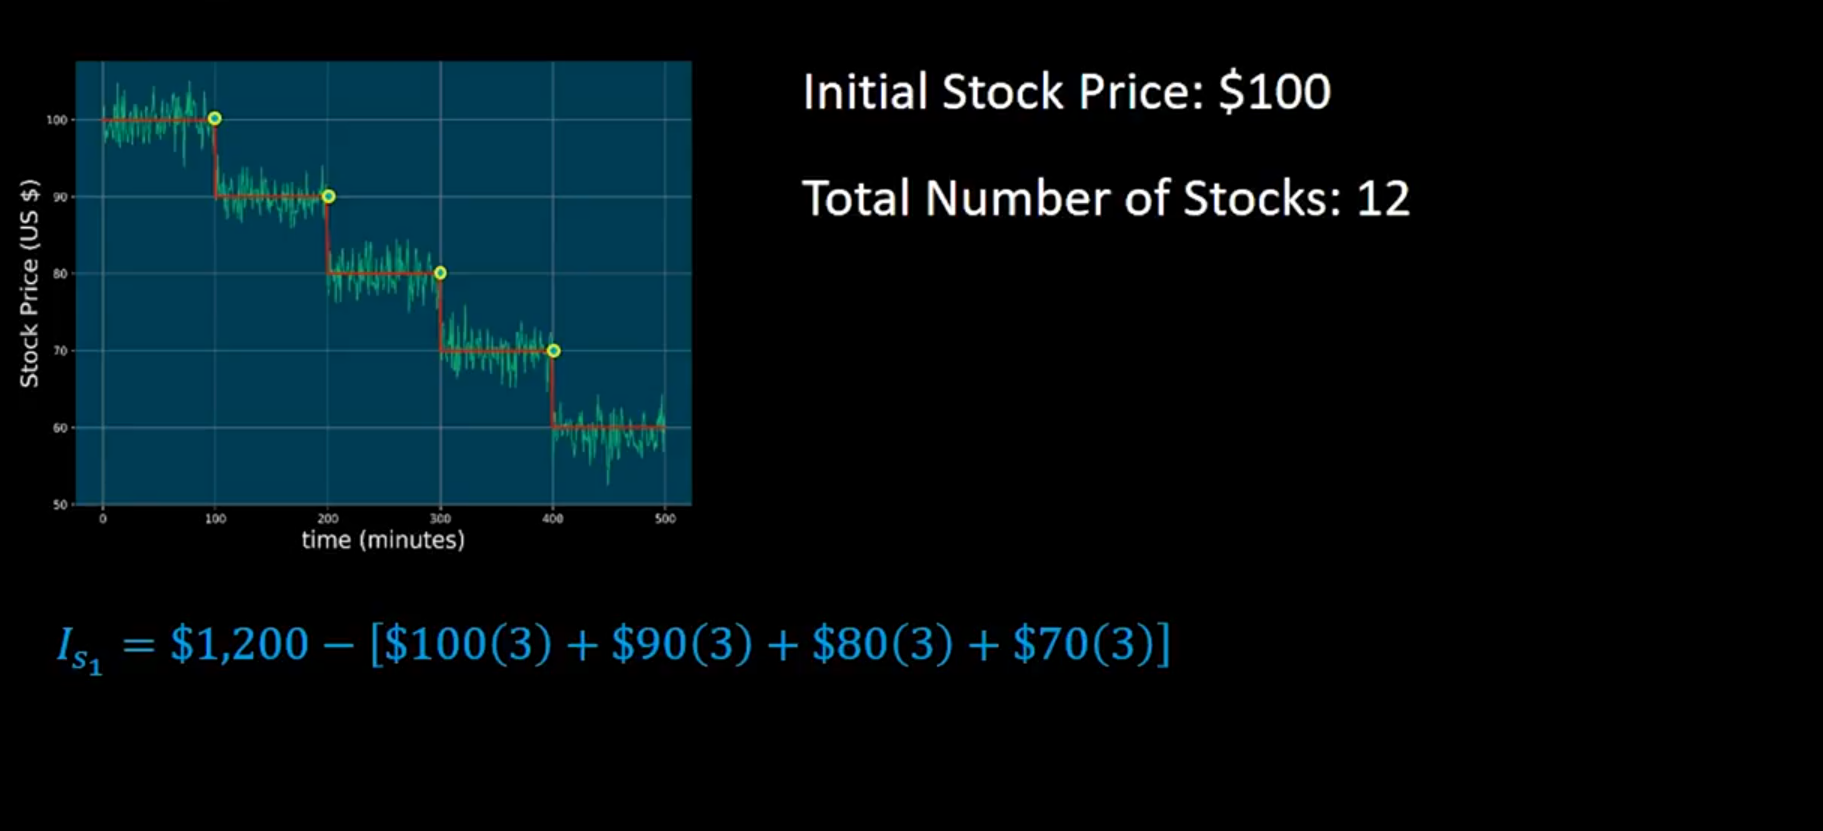 Initial Stock Price: $100
Total Number of Stocks: 12
Stock Price (US $)
100
90
80
70
60
50
0 100 200 300 400 500
time (minutes)
I_{s_1} = $1,200 − [$100(3) + $90(3) + $80(3) + $70(3)]